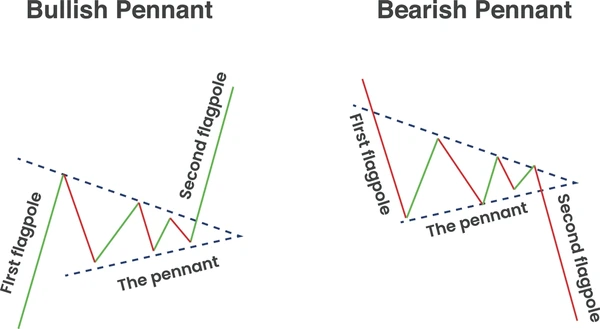 Bullish Pennant
Bearish Pennant
First flagpole
The pennant
Second flagpole
FIrst flagpole
The pennant
Second flagpole